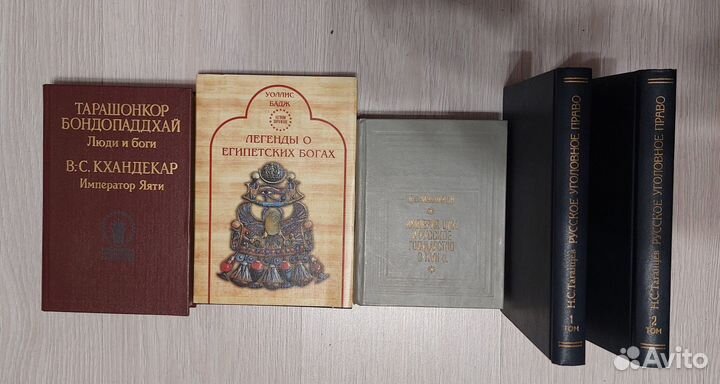 ТАРАШОНКОР
БОНДОПАДДХАЙ
Люди и боги
В·С·КХАНДЕКАР
Император Яяти
УОЛЛИС
БАДЖ
ЛЕГЕНДЫ О
ЕГИПЕТСКИХ БОГАХ
В XVII в.
Н.С.Таганцев РУССКОЕ УГОЛОВНОЕ ПРАВО
1
ТОМ
Н.С.Таганцев РУССКОЕ УГОЛОВНОЕ ПРАВО
2
ТОМ
Avito